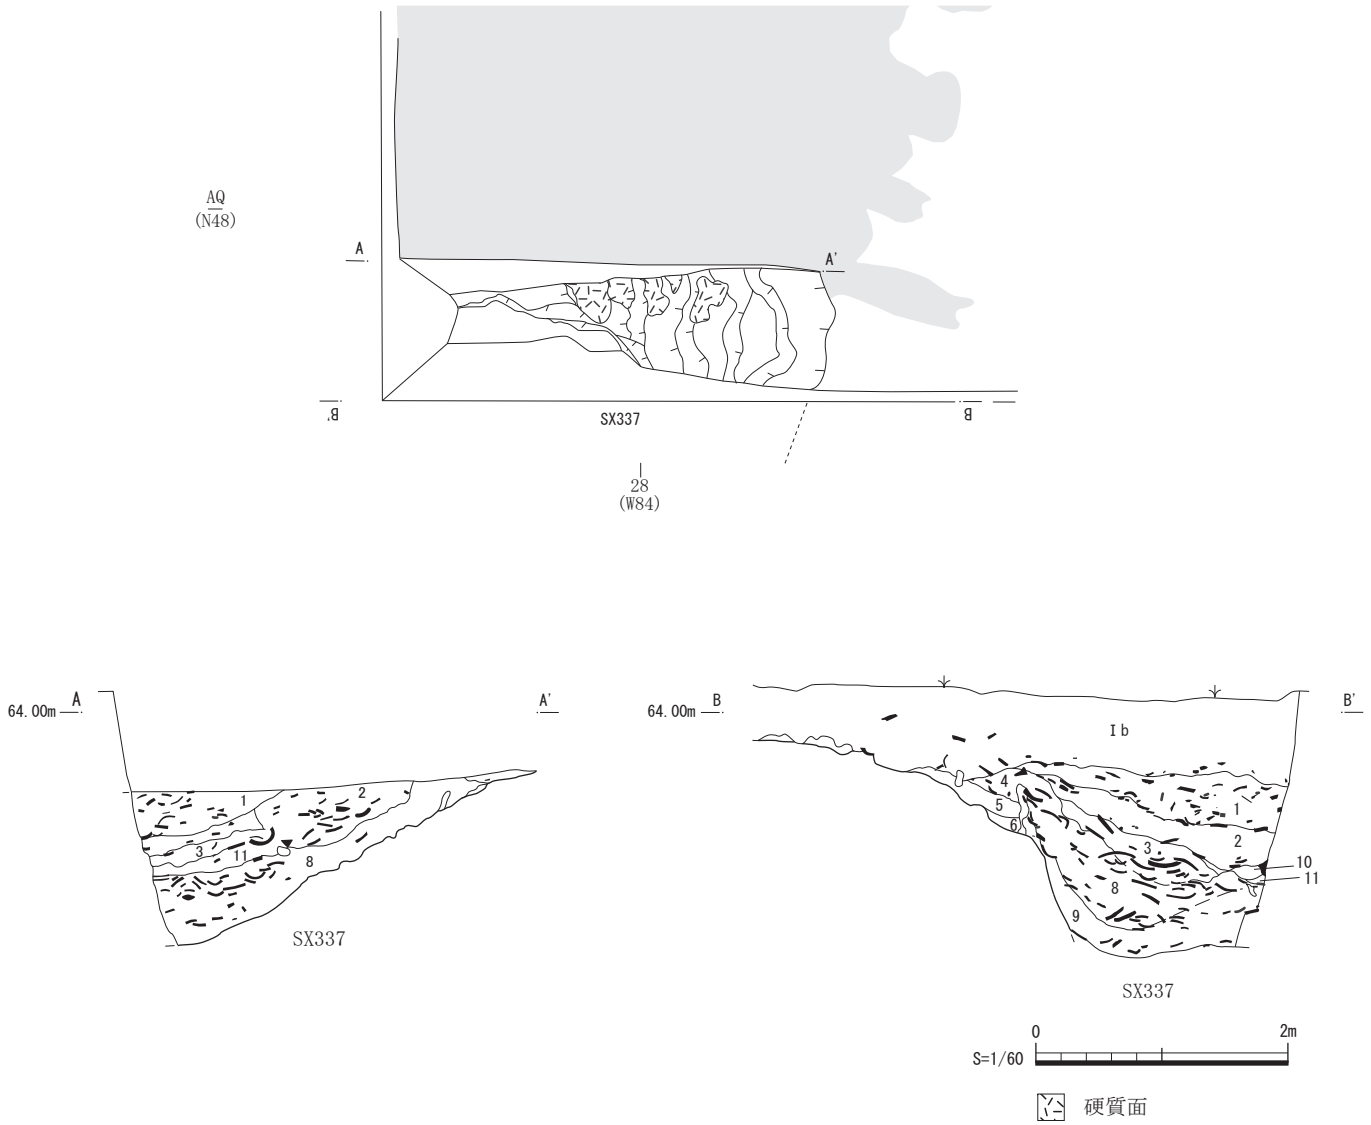 AQ
(N48)
A
A'
B'
B
SX337
28
(W84)
64.00m
A
A'
1
2
3
11
8
SX337
64.00m
B
B'
Ⅰb
4
5
6
1
2
3
10
11
8
9
SX337
0
2m
S=1/60
硬質面